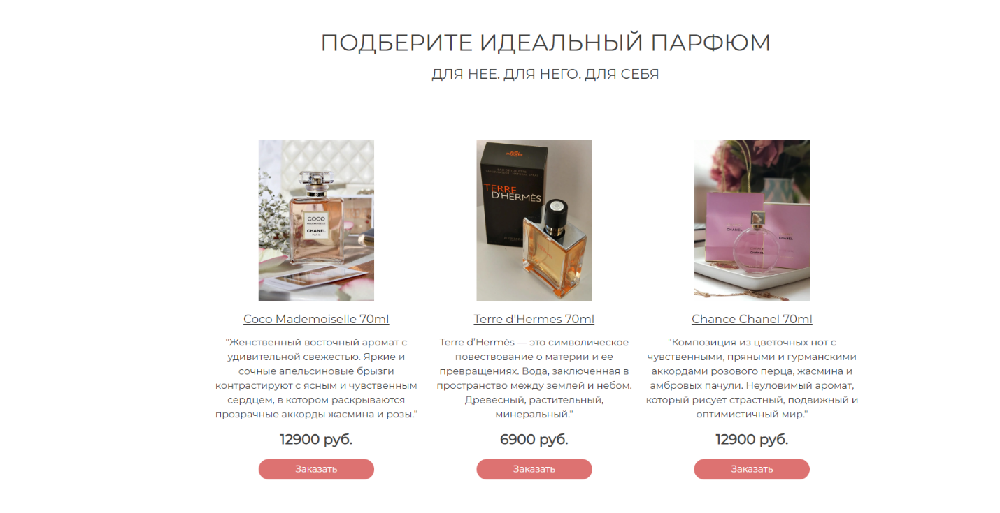 ПОДБЕРИТЕ ИДЕАЛЬНЫЙ ПАРФЮМ
ДЛЯ НЕЕ. ДЛЯ НЕГО. ДЛЯ СЕБЯ
COCO
MADEMOISELLE
CHANEL
PARIS
EAU DE TOILETTE
TERRE
D'HERMÈS
CHANEL
CHANEL
CHANEL
Coco Mademoiselle 70ml
"Женственный восточный аромат с
удивительной свежестью. Яркие и
сочные апельсиновые брызги
контрастируют с ясным и чувственным
сердцем, в котором раскрываются
прозрачные аккорды жасмина и розы."
12900 руб.
Заказать
Terre d'Hermes 70ml
Terre d’Hermès — это символическое
повествование о материи и ее
превращениях. Вода, заключенная в
пространство между землей и небом.
Древесный, растительный,
минеральный."
6900 руб.
Заказать
Chance Chanel 70ml
"Композиция из цветочных нот с
чувственными, пряными и гурманскими
аккордами розового перца, жасмина и
амбровых пачули. Неуловимый аромат,
который рисует страстный, подвижный и
оптимистичный мир."
12900 руб.
Заказать